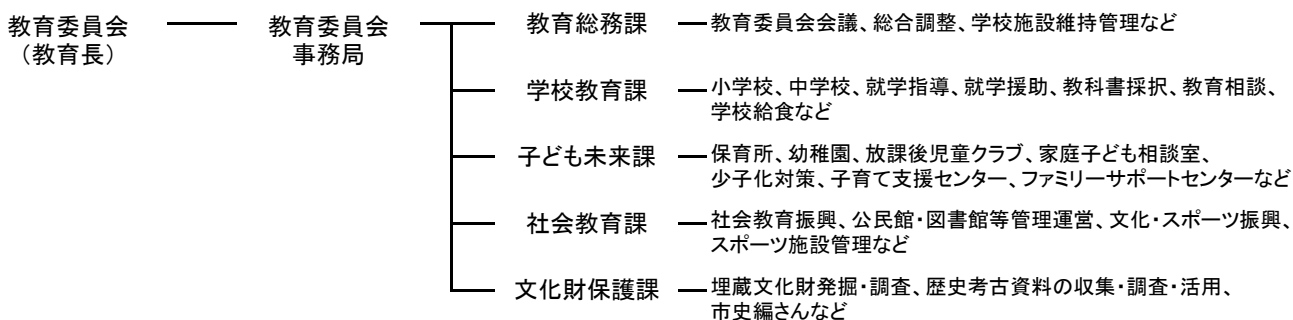 教育委員会
（教育長）
教育委員会
事務局
教育総務課
教育委員会会議、総合調整、学校施設維持管理など
学校教育課
小学校、中学校、就学指導、就学援助、教科書採択、教育相談、
学校給食など
子ども未来課
保育所、幼稚園、放課後児童クラブ、家庭子ども相談室、
少子化対策、子育て支援センター、ファミリーサポートセンターなど
社会教育課
社会教育振興、公民館・図書館等管理運営、文化・スポーツ振興、
スポーツ施設管理など
文化財保護課
埋蔵文化財発掘・調査、歴史考古資料の収集・調査・活用、
市史編さんなど